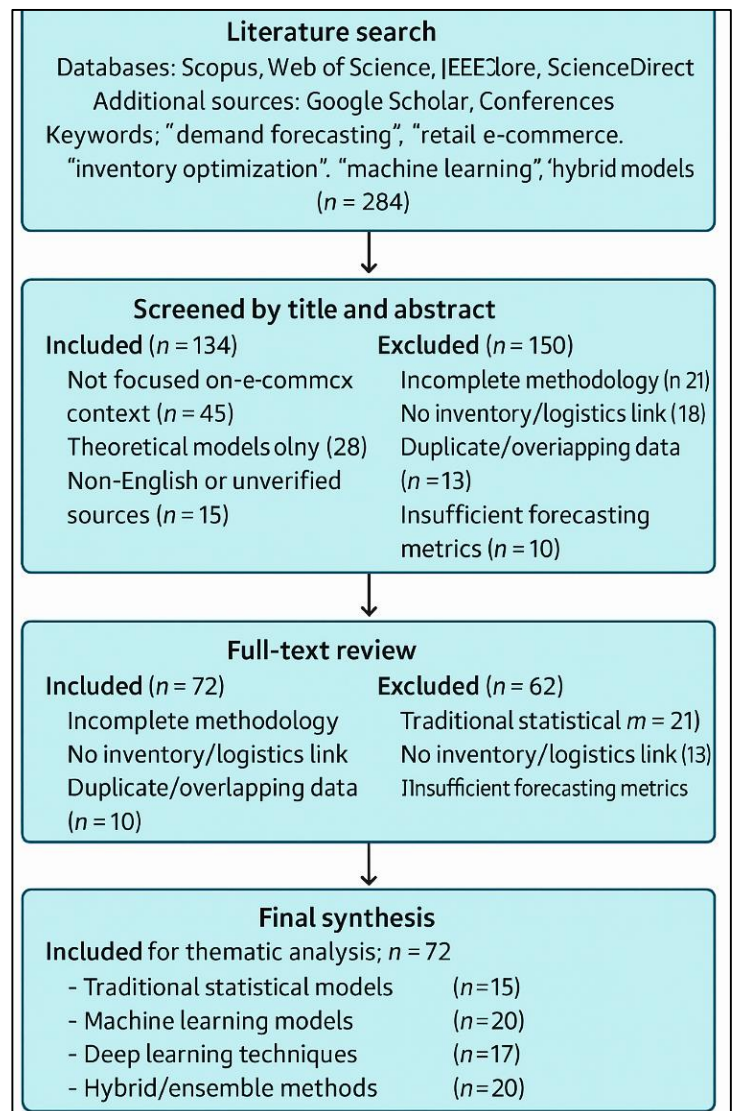 Literature search
Databases: Scopus, Web of Science, |EEEƆlore, ScienceDirect
Additional sources: Google Scholar, Conferences
Keywords; "demand forecasting", "retail e-commerce.
"inventory optimization". "machine learning", 'hybrid models
(n = 284)
Screened by title and abstract
Included (n = 134)
Not focused on-e-commcx
context (n = 45)
Theoretical models olny (28)
Non-English or unverified
sources (n = 15)
Excluded (n = 150)
Incomplete methodology (n 21)
No inventory/logistics link (18)
Duplicate/overiapping data
(n = 13)
Insufficient forecasting
metrics (n = 10)
Full-text review
Included (n = 72)
Incomplete methodology
No inventory/logistics link
Duplicate/overlapping data
(n = 10)
Excluded (n = 62)
Traditional statistical m = 21)
No inventory/logistics link (13)
IInsufficient forecasting metrics
Final synthesis
Included for thematic analysis; n = 72
- Traditional statistical models (n=15)
- Machine learning models (n=20)
- Deep learning techniques (n=17)
- Hybrid/ensemble methods (n=20)